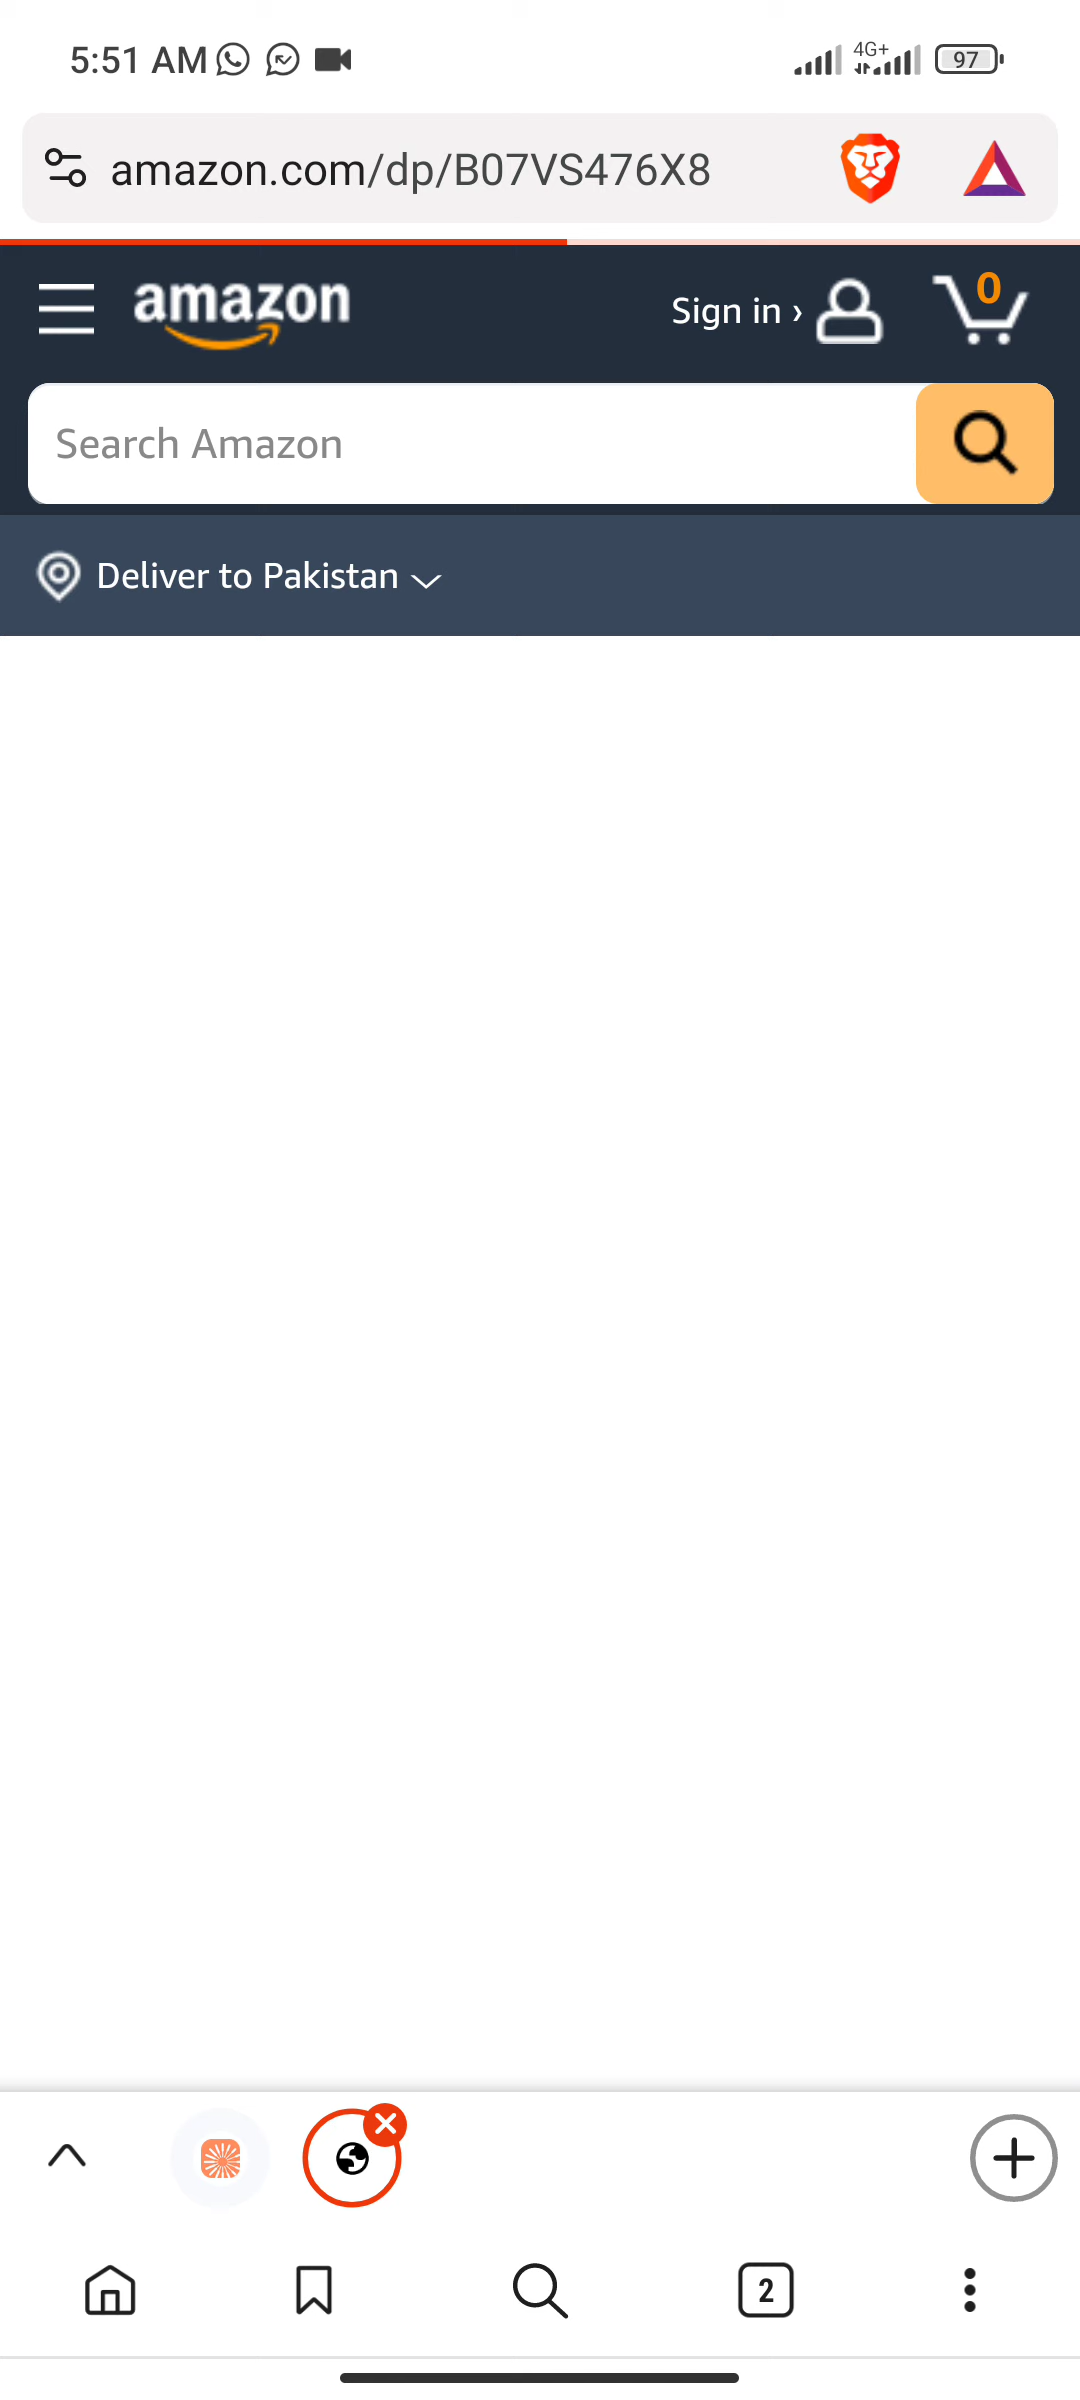 5:51 AM
4G+
97
amazon.com/dp/B07VS476X8
amazon
Sign in ›
0
Search Amazon
Deliver to Pakistan
2